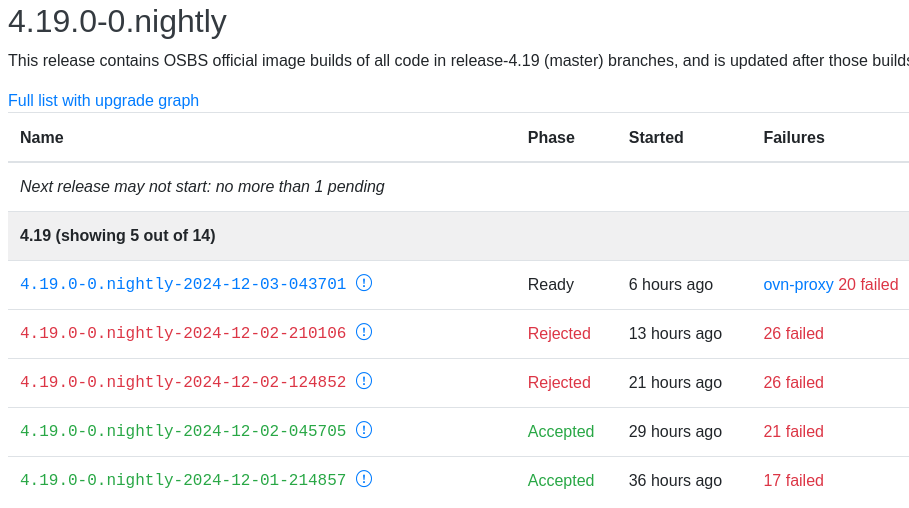 4.19.0-0.nightly
This release contains OSBS official image builds of all code in release-4.19 (master) branches, and is updated after those builds
Full list with upgrade graph
Name Phase Started Failures
Next release may not start: no more than 1 pending
4.19 (showing 5 out of 14)
4.19.0-0.nightly-2024-12-03-043701 Ready 6 hours ago ovn-proxy 20 failed
4.19.0-0.nightly-2024-12-02-210106 Rejected 13 hours ago 26 failed
4.19.0-0.nightly-2024-12-02-124852 Rejected 21 hours ago 26 failed
4.19.0-0.nightly-2024-12-02-045705 Accepted 29 hours ago 21 failed
4.19.0-0.nightly-2024-12-01-214857 Accepted 36 hours ago 17 failed